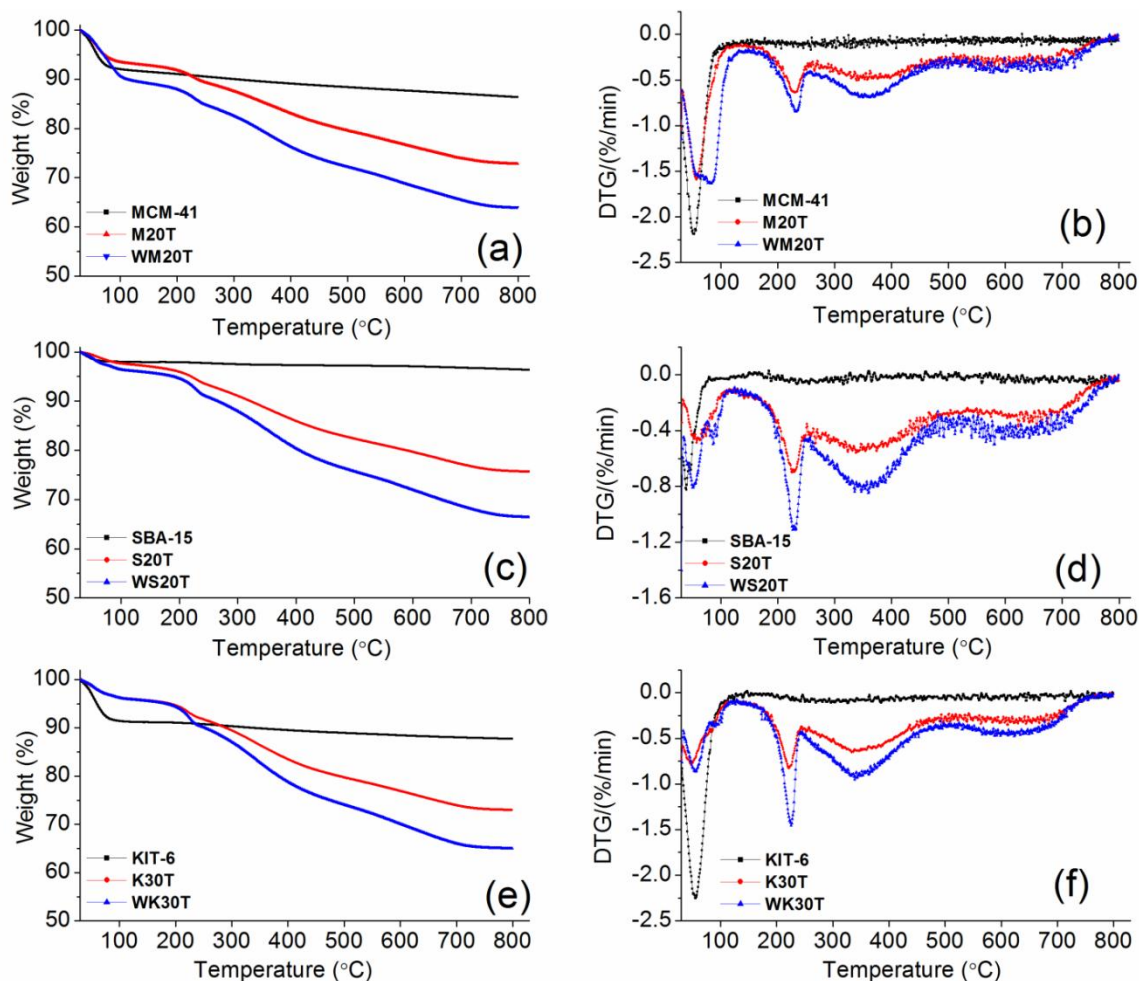 100
90
80
70
60
50
Weight (%)
MCM-41
M20T
WM20T
(a)
100 200 300 400 500 600 700 800
Temperature (°C)
0.0
-0.5
-1.0
-1.5
-2.0
-2.5
DTG/(%/min)
MCM-41
M20T
WM20T
(b)
100 200 300 400 500 600 700 800
Temperature (°C)
100
90
80
70
60
50
Weight (%)
SBA-15
S20T
WS20T
(c)
100 200 300 400 500 600 700 800
Temperature (°C)
0.0
-0.4
-0.8
-1.2
-1.6
DTG/(%/min)
SBA-15
S20T
WS20T
(d)
100 200 300 400 500 600 700 800
Temperature (°C)
100
90
80
70
60
50
Weight (%)
KIT-6
K30T
WK30T
(e)
100 200 300 400 500 600 700 800
Temperature (°C)
0.0
-0.5
-1.0
-1.5
-2.0
-2.5
DTG/(%/min)
KIT-6
K30T
WK30T
(f)
100 200 300 400 500 600 700 800
Temperature (°C)